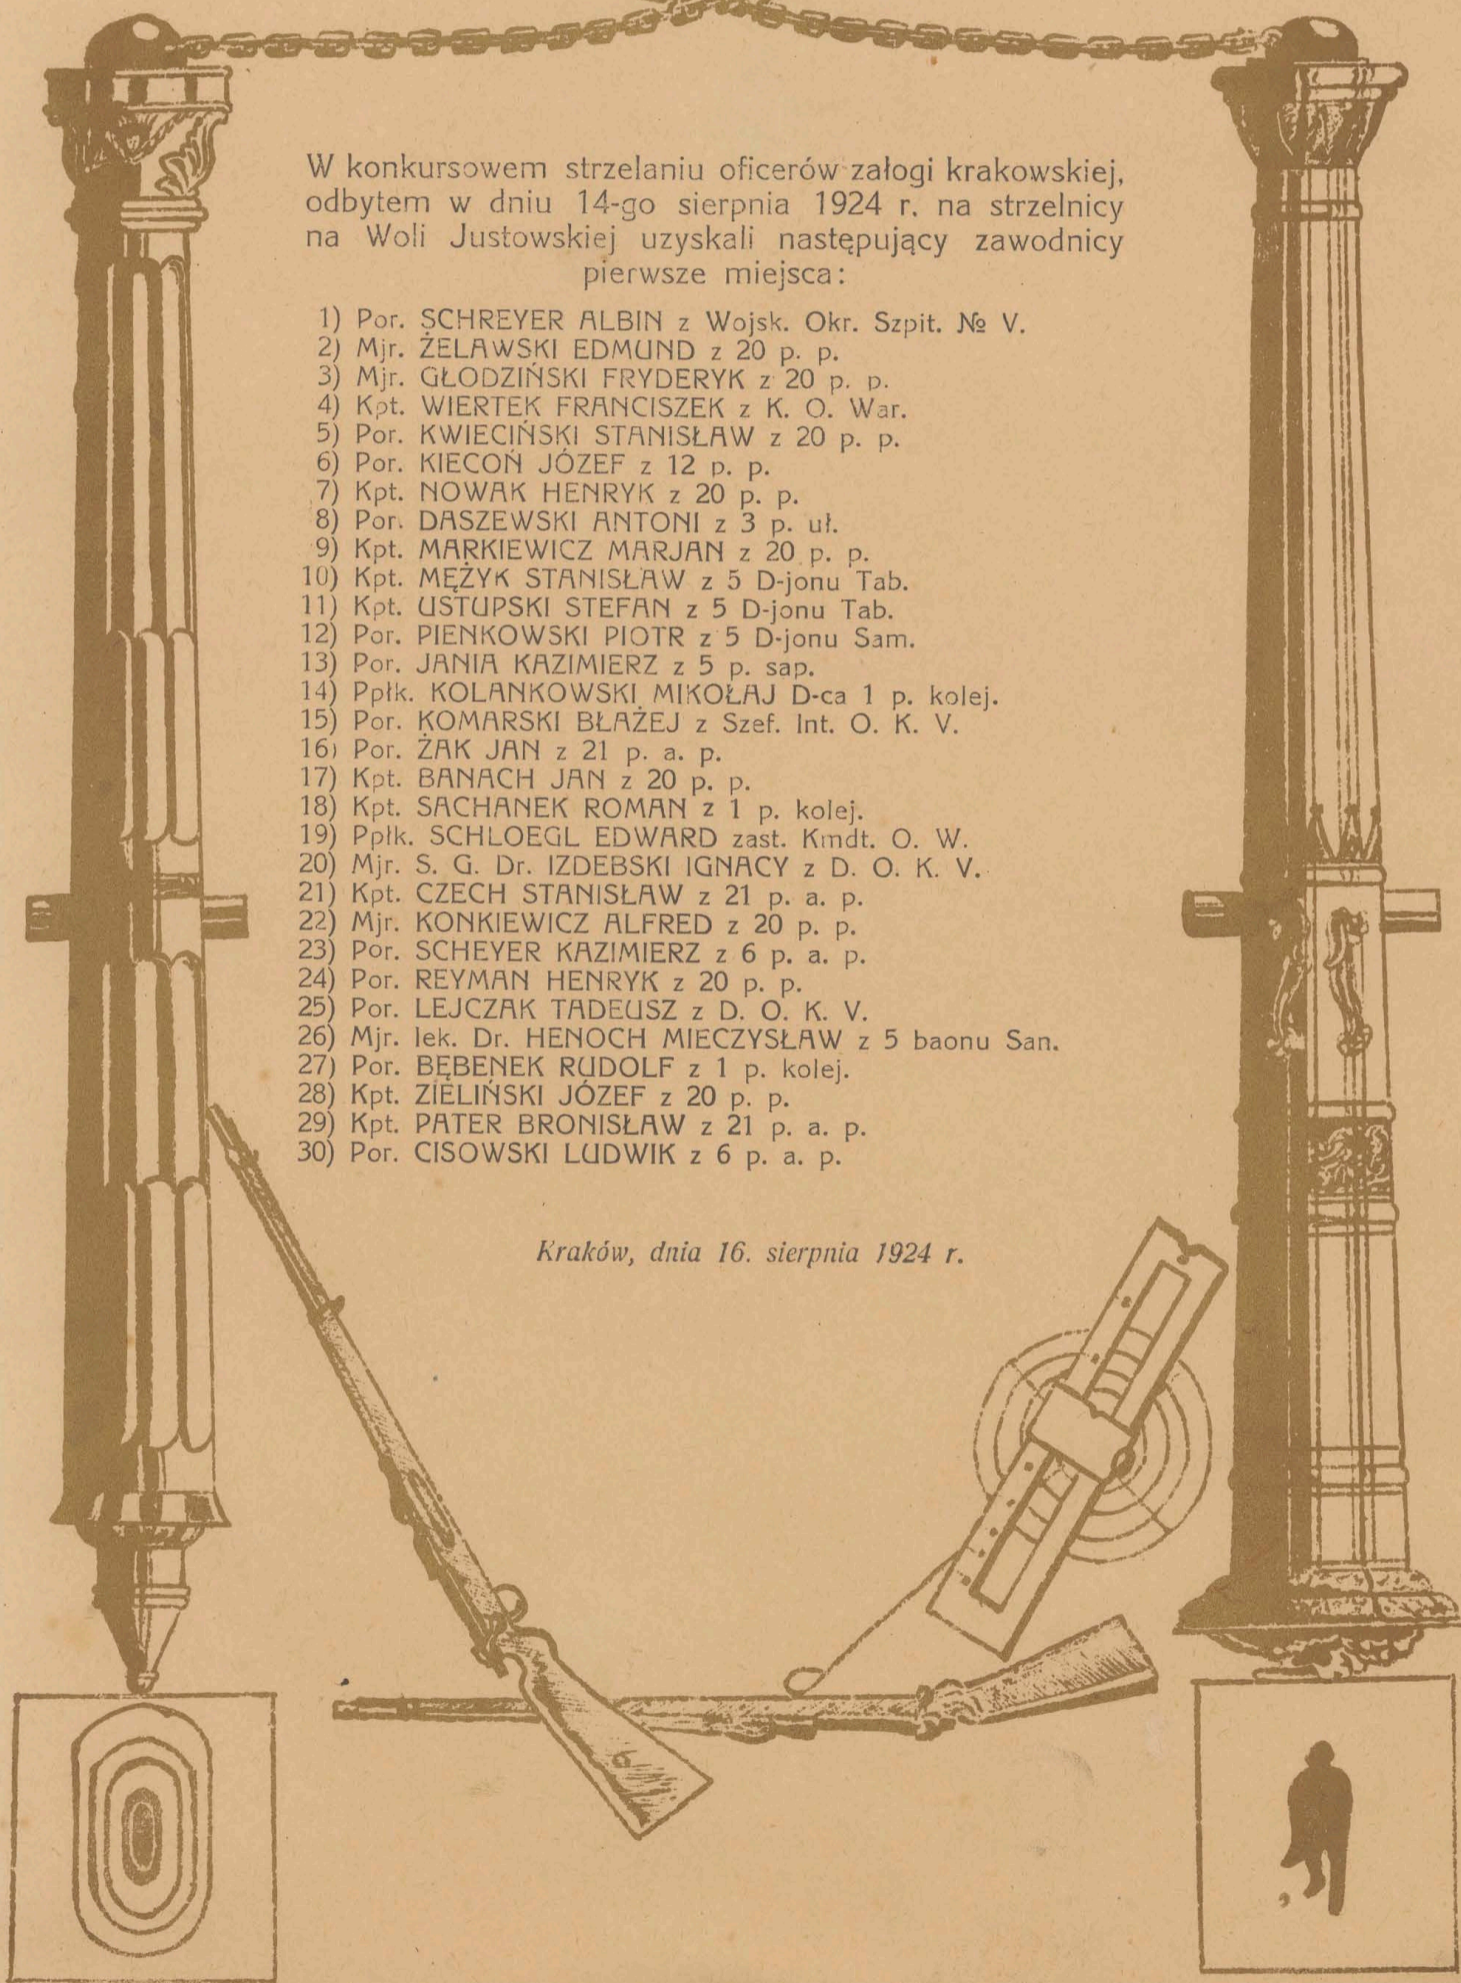 W konkursowem strzelaniu oficerów załogi krakowskiej,
odbytem w dniu 14-go sierpnia 1924 r. na strzelnicy
na Woli Justowskiej uzyskali następujący zawodnicy
pierwsze miejsca:
1) Por. SCHREYER ALBIN z Wojsk. Okr. Szpit. № V.
2) Mjr. ŻELAWSKI EDMUND z 20 p. p.
3) Mjr. GŁODZIŃSKI FRYDERYK z 20 p. p.
4) Kpt. WIERTEK FRANCISZEK z K. O. War.
5) Por. KWIECIŃSKI STANISŁAW z 20 p. p.
6) Por. KIECOŃ JÓZEF z 12 p. p.
7) Kpt. NOWAK HENRYK z 20 p. p.
8) Por. DASZEWSKI ANTONI z 3 p. uł.
9) Kpt. MARKIEWICZ MARJAN z 20 p. p.
10) Kpt. MĘŻYK STANISŁAW z 5 D-jonu Tab.
11) Kpt. USTUPSKI STEFAN z 5 D-jonu Tab.
12) Por. PIENKOWSKI PIOTR z 5 D-jonu Sam.
13) Por. JANIA KAZIMIERZ z 5 p. sap.
14) Ppłk. KOLANKOWSKI MIKOŁAJ D-ca 1 p. kolej.
15) Por. KOMARSKI BŁAŻEJ z Szef. Int. O. K. V.
16) Por. ŻAK JAN z 21 p. a. p.
17) Kpt. BANACH JAN z 20 p. p.
18) Kpt. SACHANEK ROMAN z 1 p. kolej.
19) Ppłk. SCHLOEGL EDWARD zast. Kmdt. O. W.
20) Mjr. S. G. Dr. IZDEBSKI IGNACY z D. O. K. V.
21) Kpt. CZECH STANISŁAW z 21 p. a. p.
22) Mjr. KONKIEWICZ ALFRED z 20 p. p.
23) Por. SCHEYER KAZIMIERZ z 6 p. a. p.
24) Por. REYMAN HENRYK z 20 p. p.
25) Por. LEJCZAK TADEUSZ z D. O. K. V.
26) Mjr. lek. Dr. HENOCH MIECZYSŁAW z 5 baonu San.
27) Por. BĘBENEK RUDOLF z 1 p. kolej.
28) Kpt. ZIELIŃSKI JÓZEF z 20 p. p.
29) Kpt. PATER BRONISŁAW z 21 p. a. p.
30) Por. CISOWSKI LUDWIK z 6 p. a. p.
Kraków, dnia 16. sierpnia 1924 r.